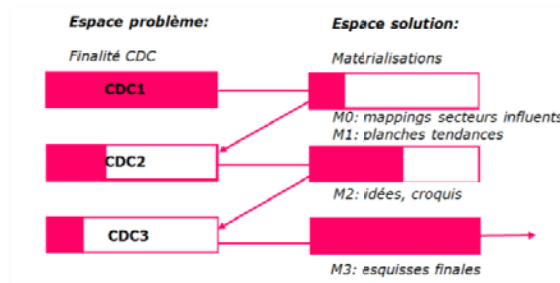 Espace problème:
Espace solution:
Finalité CDC
Matérialisations
CDC1
M0: mappings secteurs influents
M1: planches tendances
CDC2
M2: idées, croquis
CDC3
M3: esquisses finales